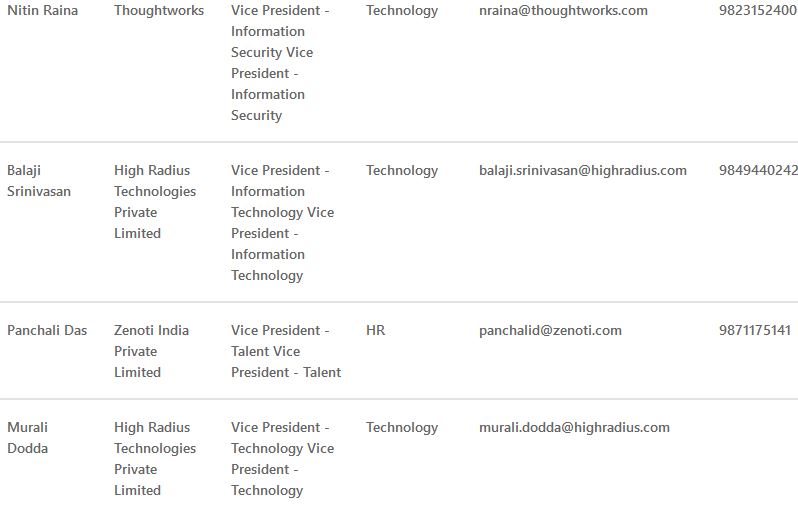 Nitin Raina Thoughtworks Vice President - Technology nraina@thoughtworks.com 9823152400
Information
Security Vice
President -
Information
Security
Balaji High Radius Vice President - Technology balaji.srinivasan@highradius.com 9849440242
Srinivasan Technologies Information
Private Technology Vice
Limited President -
Information
Technology
Panchali Das Zenoti India Vice President - HR panchalid@zenoti.com 9871175141
Private Talent Vice
Limited President - Talent
Murali High Radius Vice President - Technology murali.dodda@highradius.com
Dodda Technologies Technology Vice
Private President -
Limited Technology